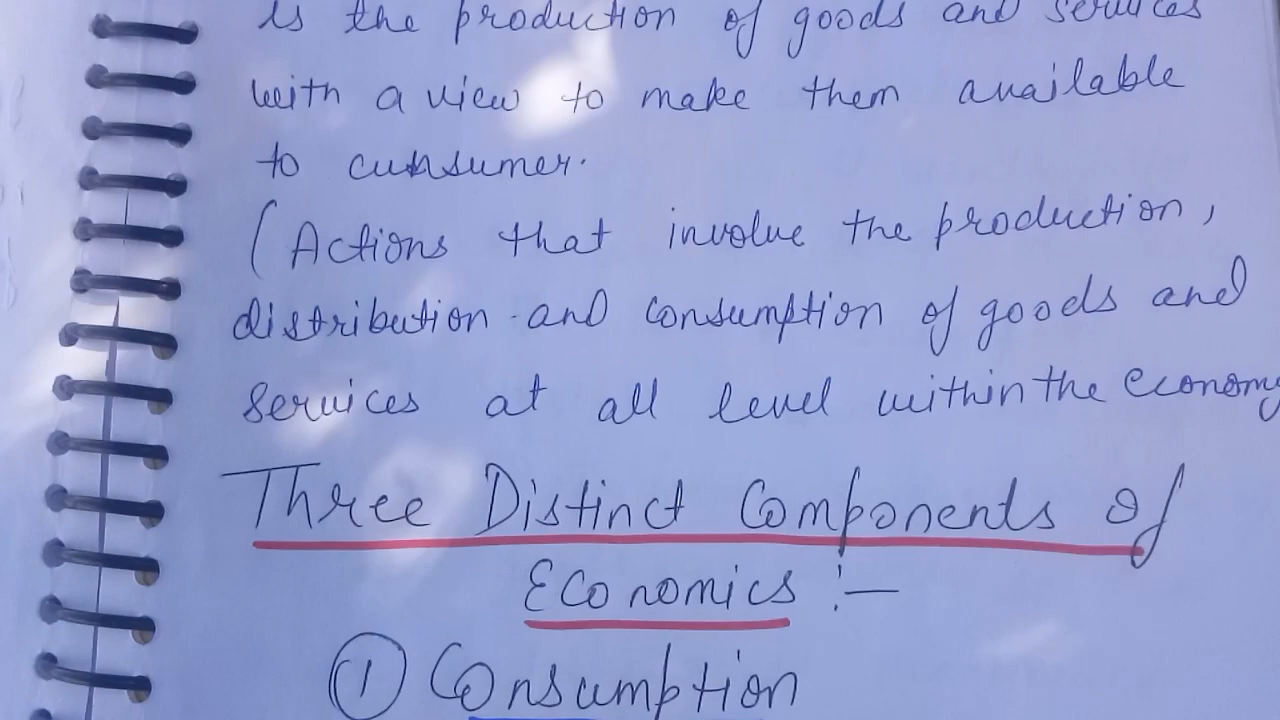 is the production of goods and services
with a view to make them available
to cunsumer.
(Actions that involve the production,
distribution and consumption of goods and
services at all level within the economy
Three Distinct Components of
Economics :-
① Consumption